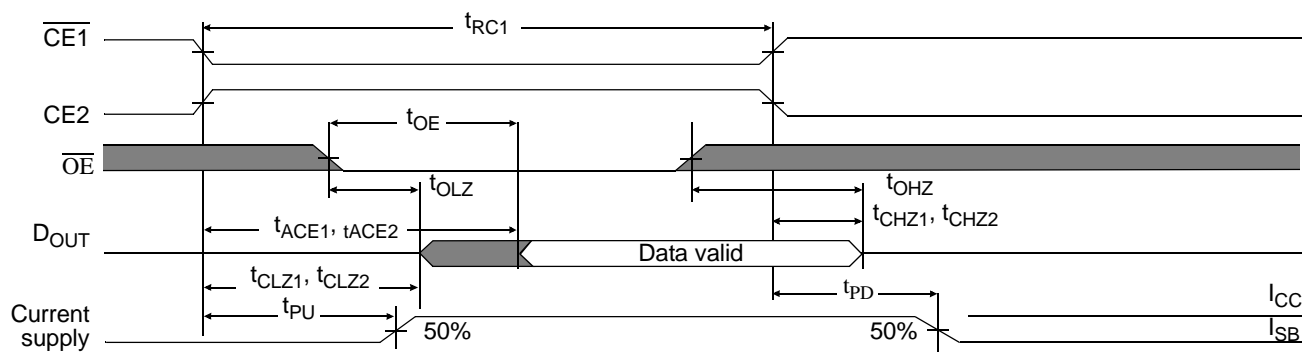 tRC1
CE1
CE2
tOE
OE
tOLZ
tOHZ
tACE1, tACE2
tCHZ1, tCHZ2
DOUT
Data valid
tCLZ1, tCLZ2
tPU
tPD
ICC
Current
supply
50%
50%
ISB